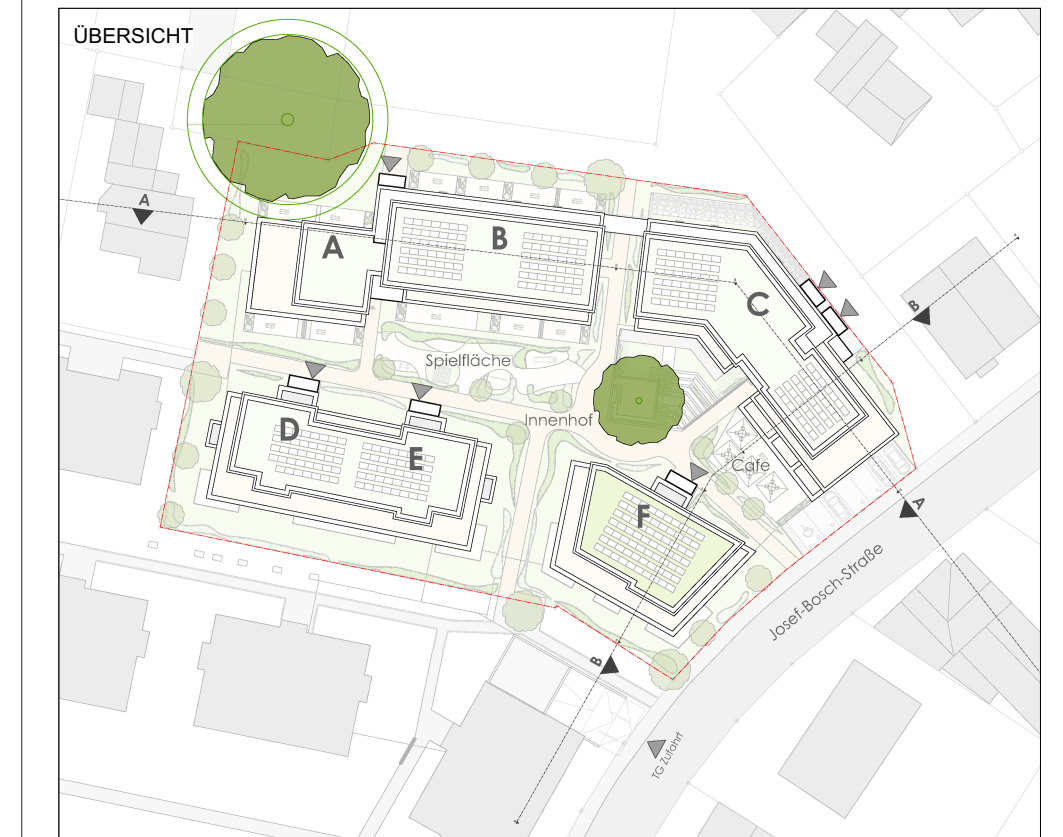 ÜBERSICHT
A
A
B
C
B
Spielfläche
Innenhof
D
E
Cafe
F
A
Josef-Bosch-Straße
B
TG Zufahrt